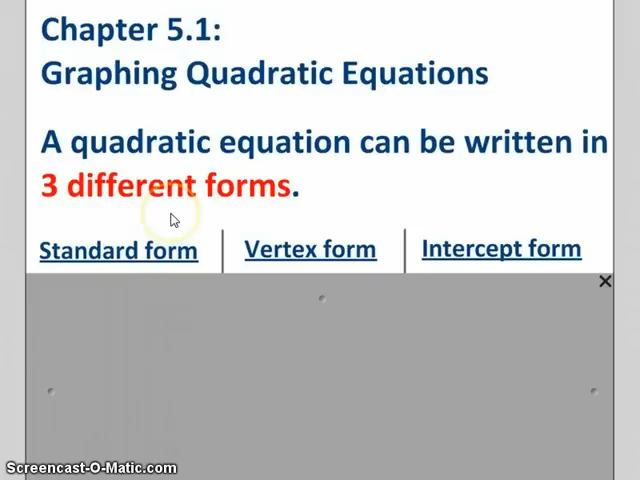 Chapter 5.1:
Graphing Quadratic Equations
A quadratic equation can be written in
3 different forms.
Standard form
Vertex form
Intercept form
Screencast-O-Matic.com